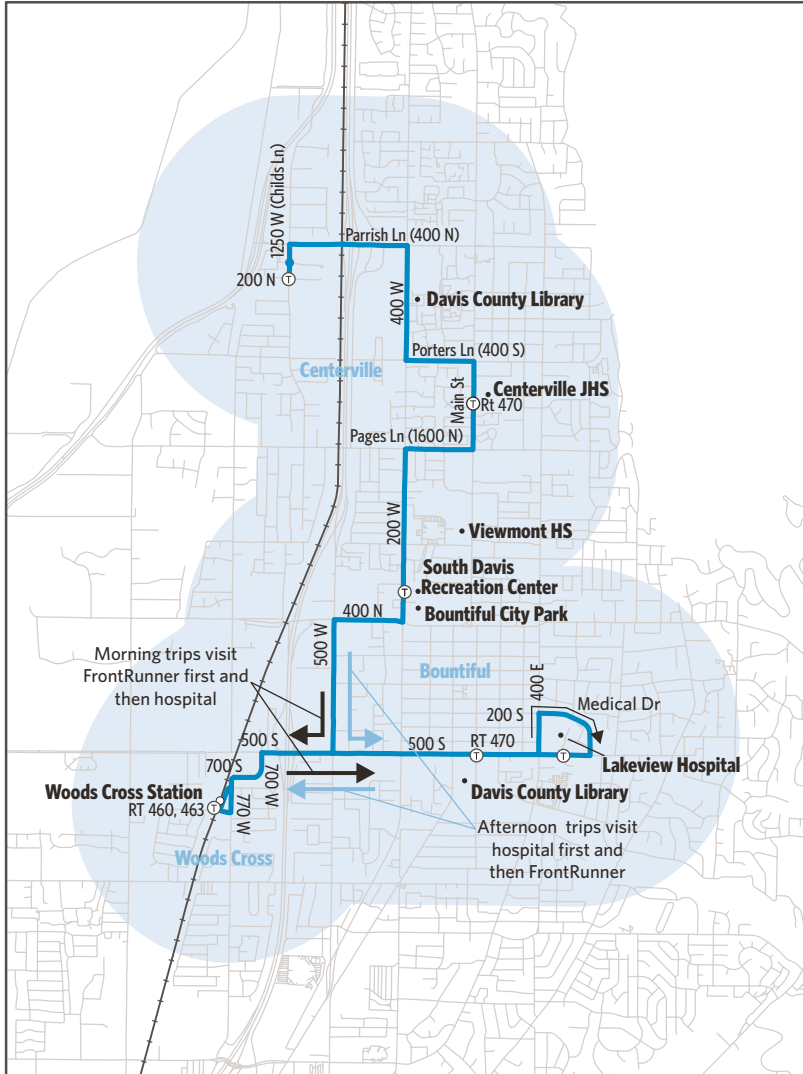 1250 W (Childs Ln)
Parrish Ln (400 N)
200 N
400 W
Davis County Library
Porters Ln (400 S)
Centerville
Main St
Centerville JHS
Rt 470
Pages Ln (1600 N)
200 W
Viewmont HS
South Davis
Recreation Center
Bountiful City Park
400 N
500 W
Morning trips visit
FrontRunner first and
then hospital
Bountiful
400 E
Medical Dr
200 S
500 S
500 S
RT 470
Lakeview Hospital
700 S
700 W
Woods Cross Station
RT 460, 463
770 W
Davis County Library
Woods Cross
Afternoon trips visit
hospital first and
then FrontRunner
T
T
T
T
T
T